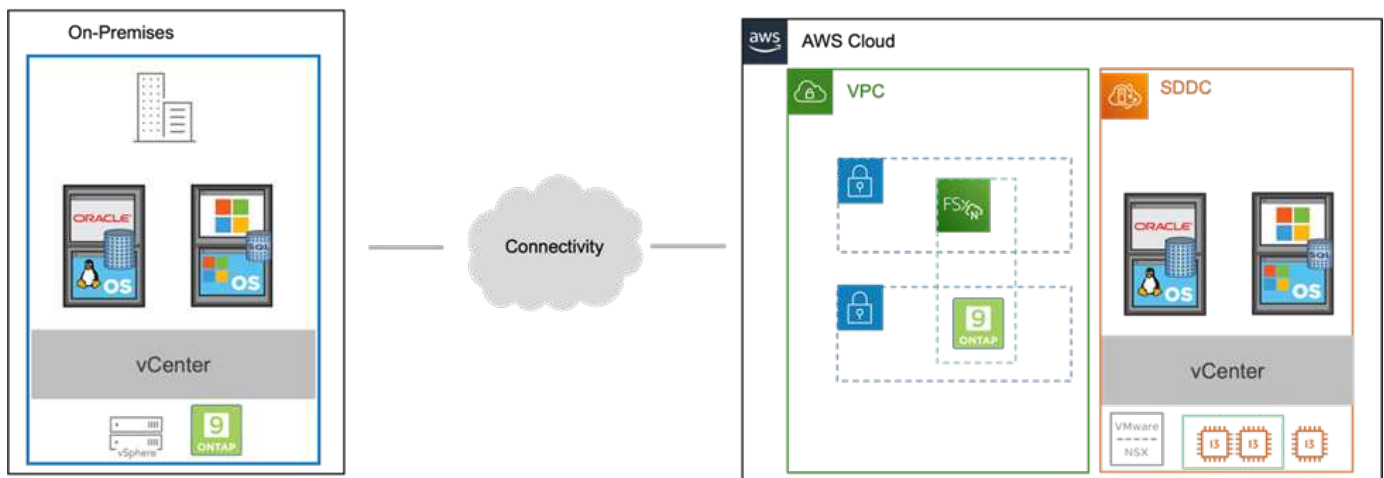 On-Premises
ORACLE
SQL
OS
OS
vCenter
vSphere
9
ONTAP
Connectivity
aws
AWS Cloud
VPC
FSx
N
9
ONTAP
SDDC
ORACLE
SQL
OS
OS
vCenter
VMware
NSX
I3
I3
I3